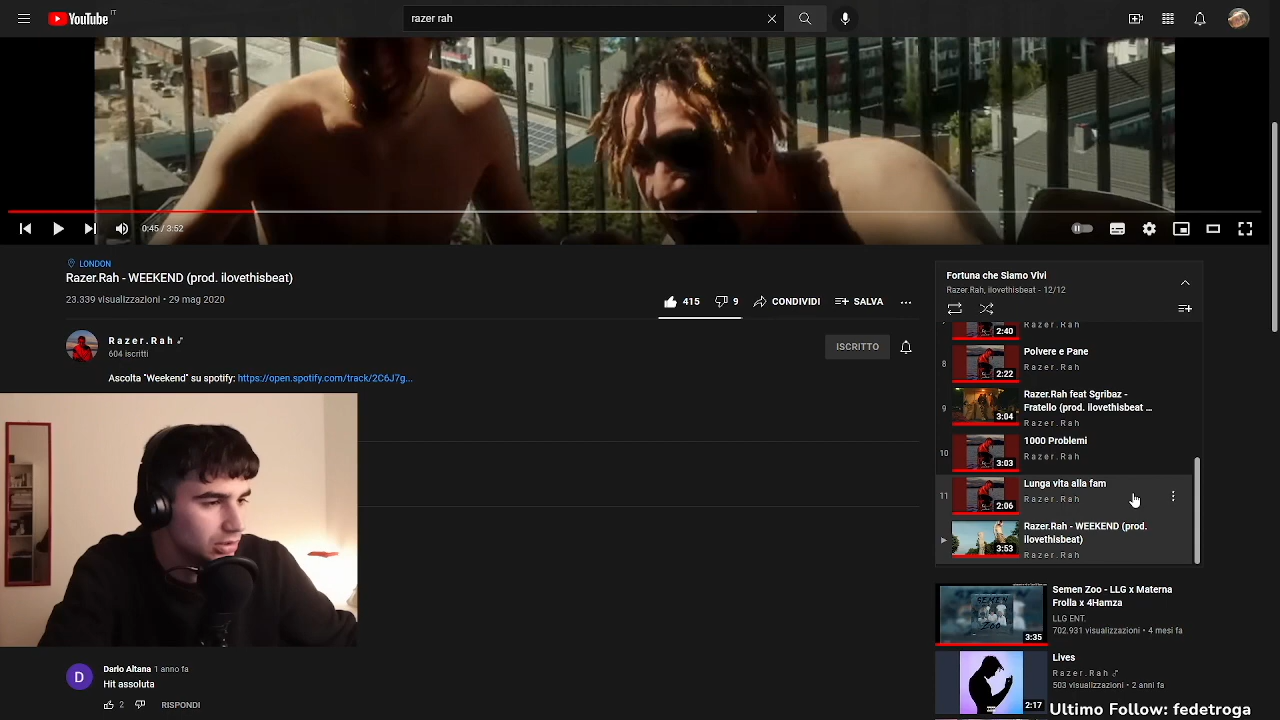 YouTube IT
razer rah
0:45 / 3:52
LONDON
Razer.Rah - WEEKEND (prod. ilovethisbeat)
23.339 visualizzazioni • 29 mag 2020
415
9
CONDIVIDI
SALVA
R a z e r . R a h
604 iscritti
ISCRITTO
Ascolta "Weekend" su spotify: https://open.spotify.com/track/2C6J7g...
D
Dario Altana 1 anno fa
Hit assoluta
2
RISPONDI
Fortuna che Siamo Vivi
Razer.Rah, ilovethisbeat - 12/12
2:40
R a z e r . R a h
8
2:22
Polvere e Pane
R a z e r . R a h
9
3:04
Razer.Rah feat Sgribaz -
Fratello (prod. ilovethisbeat ...
R a z e r . R a h
10
3:03
1000 Problemi
R a z e r . R a h
11
2:06
Lunga vita alla fam
R a z e r . R a h
3:53
Razer.Rah - WEEKEND (prod.
ilovethisbeat)
R a z e r . R a h
SEMEN
ZOO
3:35
Semen Zoo - LLG x Materna
Frolla x 4Hamza
LLG ENT.
702.931 visualizzazioni • 4 mesi fa
2:17
Lives
R a z e r . R a h
503 visualizzazioni • 2 anni fa
Ultimo Follow: fedetroga